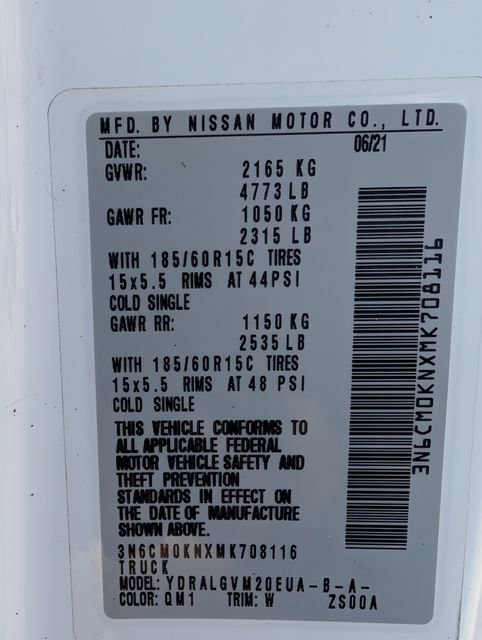 MFD. BY NISSAN MOTOR CO., LTD.
DATE: 06/21
GVWR: 2165 KG
4773 LB
GAWR FR: 1050 KG
2315 LB
WITH 185/60R15C TIRES
15x5.5 RIMS AT 44PSI
COLD SINGLE
GAWR RR: 1150 KG
2535 LB
WITH 185/60R15C TIRES
15x5.5 RIMS AT 48 PSI
COLD SINGLE
THIS VEHICLE CONFORMS TO
ALL APPLICABLE FEDERAL
MOTOR VEHICLE SAFETY AND
THEFT PREVENTION
STANDARDS IN EFFECT ON
THE DATE OF MANUFACTURE
SHOWN ABOVE.
3N6CM0KNXMK708116
TRUCK
MODEL: YDRALGVM20EUA-B-A-
COLOR: QM1 TRIM: W ZS00A
3N6CM0KNXMK708116